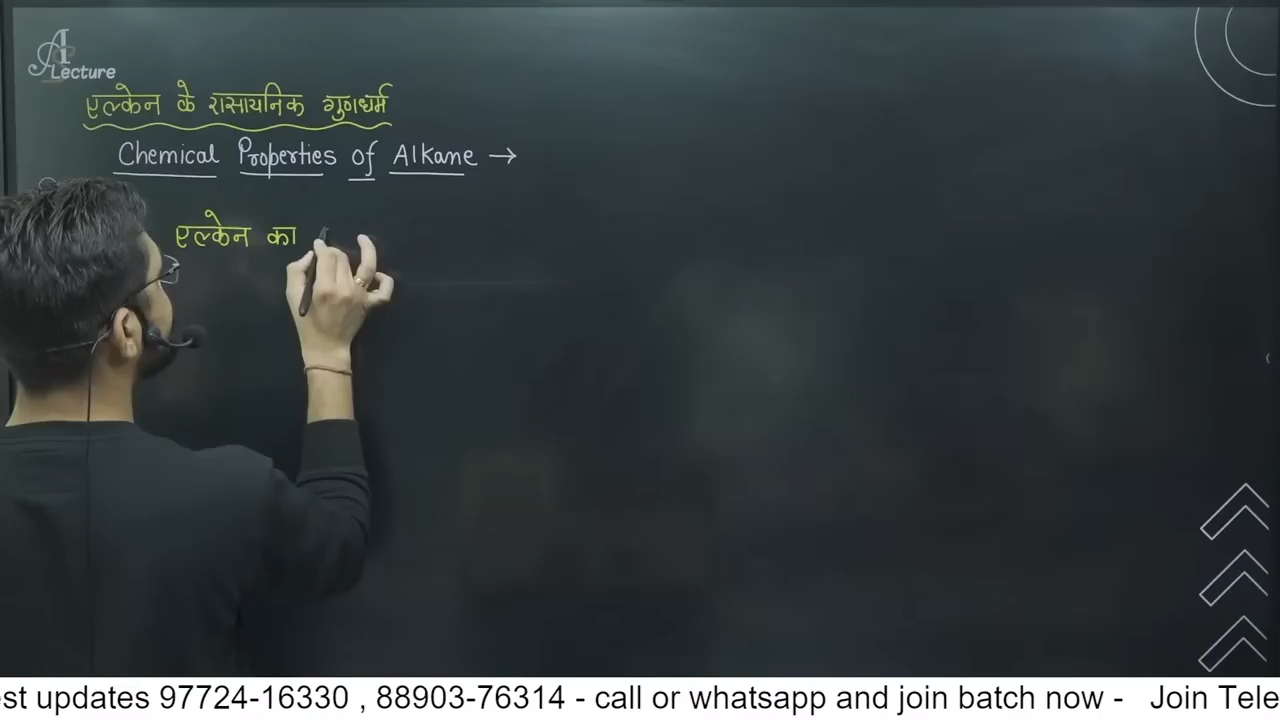 A
Lecture
एल्केन के रासायनिक गुणधर्म
Chemical Properties of Alkane →
एल्केन का
est updates 97724-16330 , 88903-76314 - call or whatsapp and join batch now - Join Tele